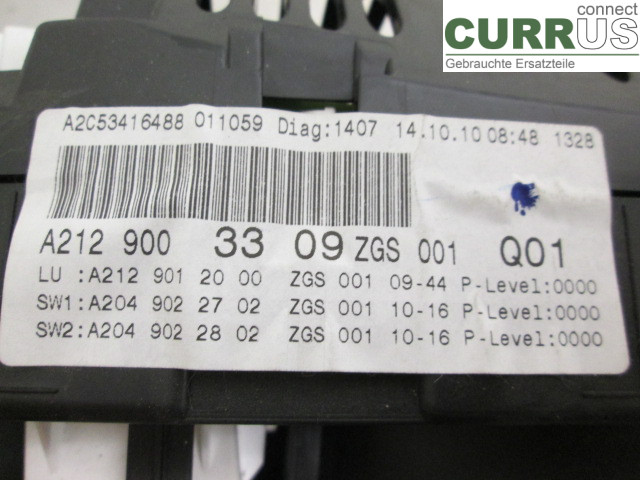 connect
CURRUS
Gebrauchte Ersatzteile
A2C53416488 011059 Diag:1407 14.10.10 08:48 1328
A212 900 33 09 ZGS 001 Q01
LU :A212 901 20 00 ZGS 001 09-44 P-Level:0000
SW1:A204 902 27 02 ZGS 001 10-16 P-Level:0000
SW2:A204 902 28 02 ZGS 001 10-16 P-Level:0000